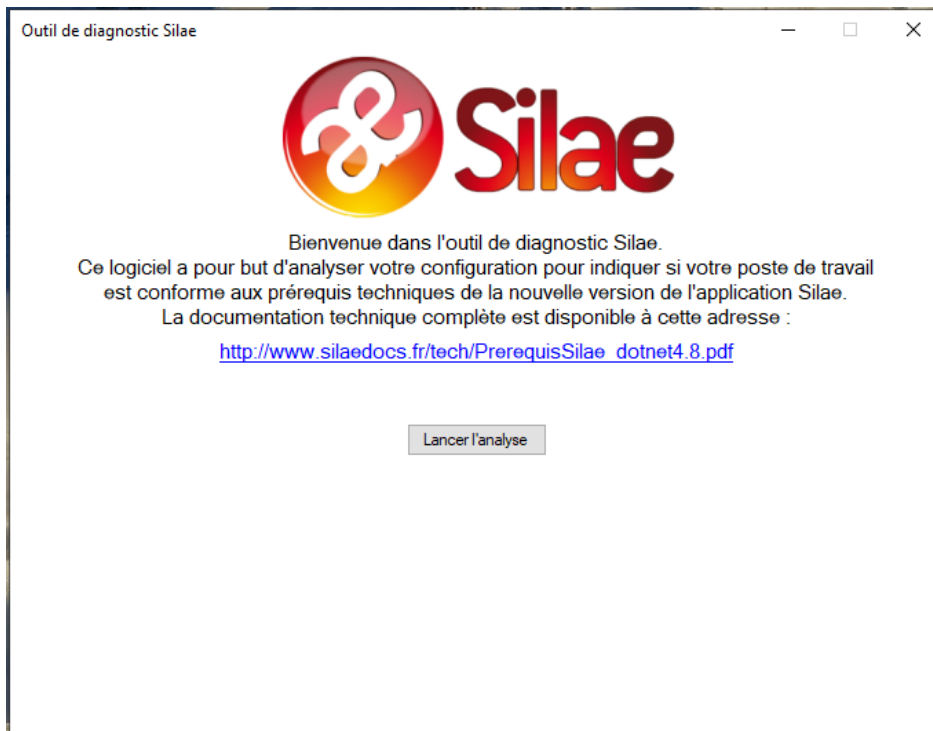 Outil de diagnostic Silae
Silae
Bienvenue dans l'outil de diagnostic Silae.
Ce logiciel a pour but d'analyser votre configuration pour indiquer si votre poste de travail
est conforme aux prérequis techniques de la nouvelle version de l'application Silae.
La documentation technique complète est disponible à cette adresse :
http://www.silaedocs.fr/tech/PrerequisSilae_dotnet4.8.pdf
Lancer l'analyse